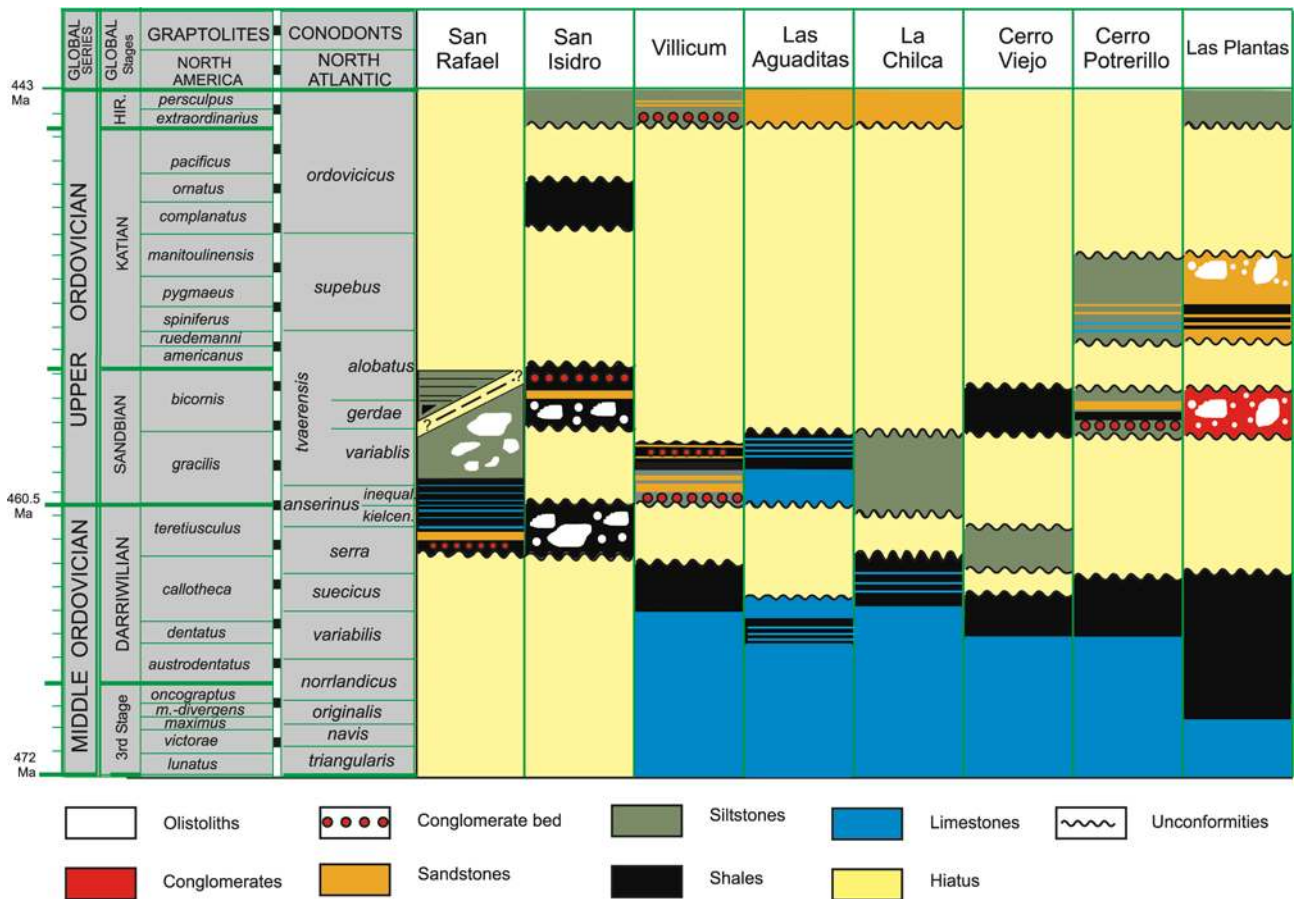 GLOBAL SERIES
GLOBAL Stages
GRAPTOLITES
CONODONTS
NORTH AMERICA
NORTH ATLANTIC
San Rafael
San Isidro
Villicum
Las Aguaditas
La Chilca
Cerro Viejo
Cerro Potrerillo
Las Plantas
443 Ma
460.5 Ma
472 Ma
UPPER ORDOVICIAN
MIDDLE ORDOVICIAN
HIR.
KATIAN
SANDBIAN
DARRIWILIAN
3rd Stage
persculpus
extraordinarius
pacificus
ornatus
complanatus
manitoulinensis
pygmaeus
spiniferus
ruedemanni
americanus
bicornis
gracilis
teretiusculus
callotheca
dentatus
austrodentatus
oncograptus
m.-divergens
maximus
victorae
lunatus
ordovicicus
supebus
tvaerensis
alobatus
gerdae
variablis
anserinus
inequal.
kielcen.
serra
suecicus
variabilis
norrlandicus
originalis
navis
triangularis
?
?
Olistoliths
Conglomerate bed
Siltstones
Limestones
Unconformities
Conglomerates
Sandstones
Shales
Hiatus